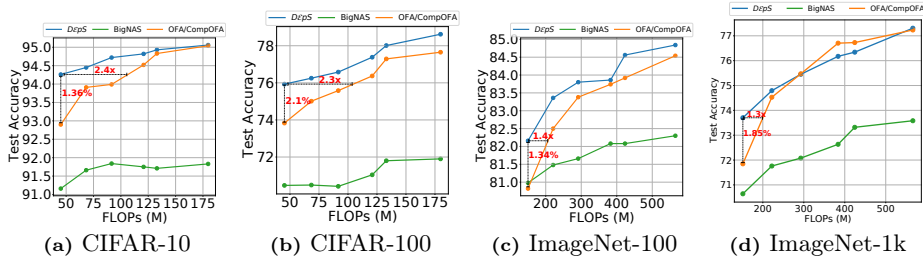 DϵpS BigNAS OFA/CompOFA
95.0
94.5
94.0
93.5
93.0
92.5
92.0
91.5
91.0
Test Accuracy
2.4x
1.36%
50 75 100 125 150 175
FLOPs (M)
(a) CIFAR-10
DϵpS BigNAS OFA/CompOFA
78
76
74
72
Test Accuracy
2.3x
2.1%
50 75 100 125 150 175
FLOPs (M)
(b) CIFAR-100
DϵpS BigNAS OFA/CompOFA
85.0
84.5
84.0
83.5
83.0
82.5
82.0
81.5
81.0
Test Accuracy
1.4x
1.34%
200 300 400 500
FLOPs (M)
(c) ImageNet-100
DϵpS BigNAS OFA/CompOFA
77
76
75
74
73
72
71
Test Accuracy
1.3x
1.85%
200 300 400 500
FLOPs (M)
(d) ImageNet-1k